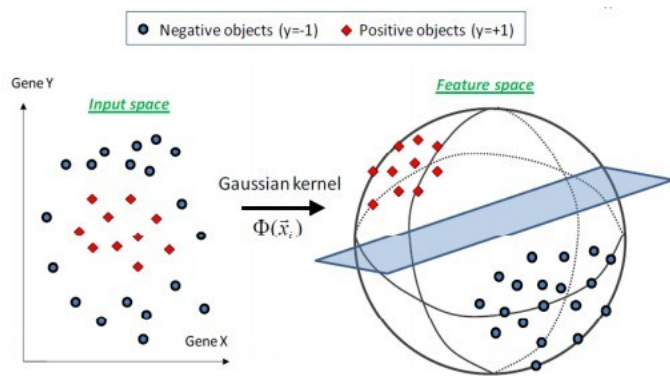 Negative objects (y=-1) Positive objects (y=+1)
Gene Y
Input space
Feature space
Gaussian kernel
Φ(x⃗ᵢ)
Gene X